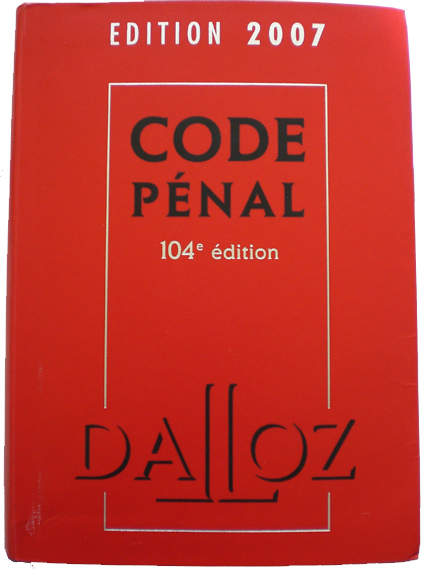 EDITION 2007
CODE
PÉNAL
104e édition
DALLOZ